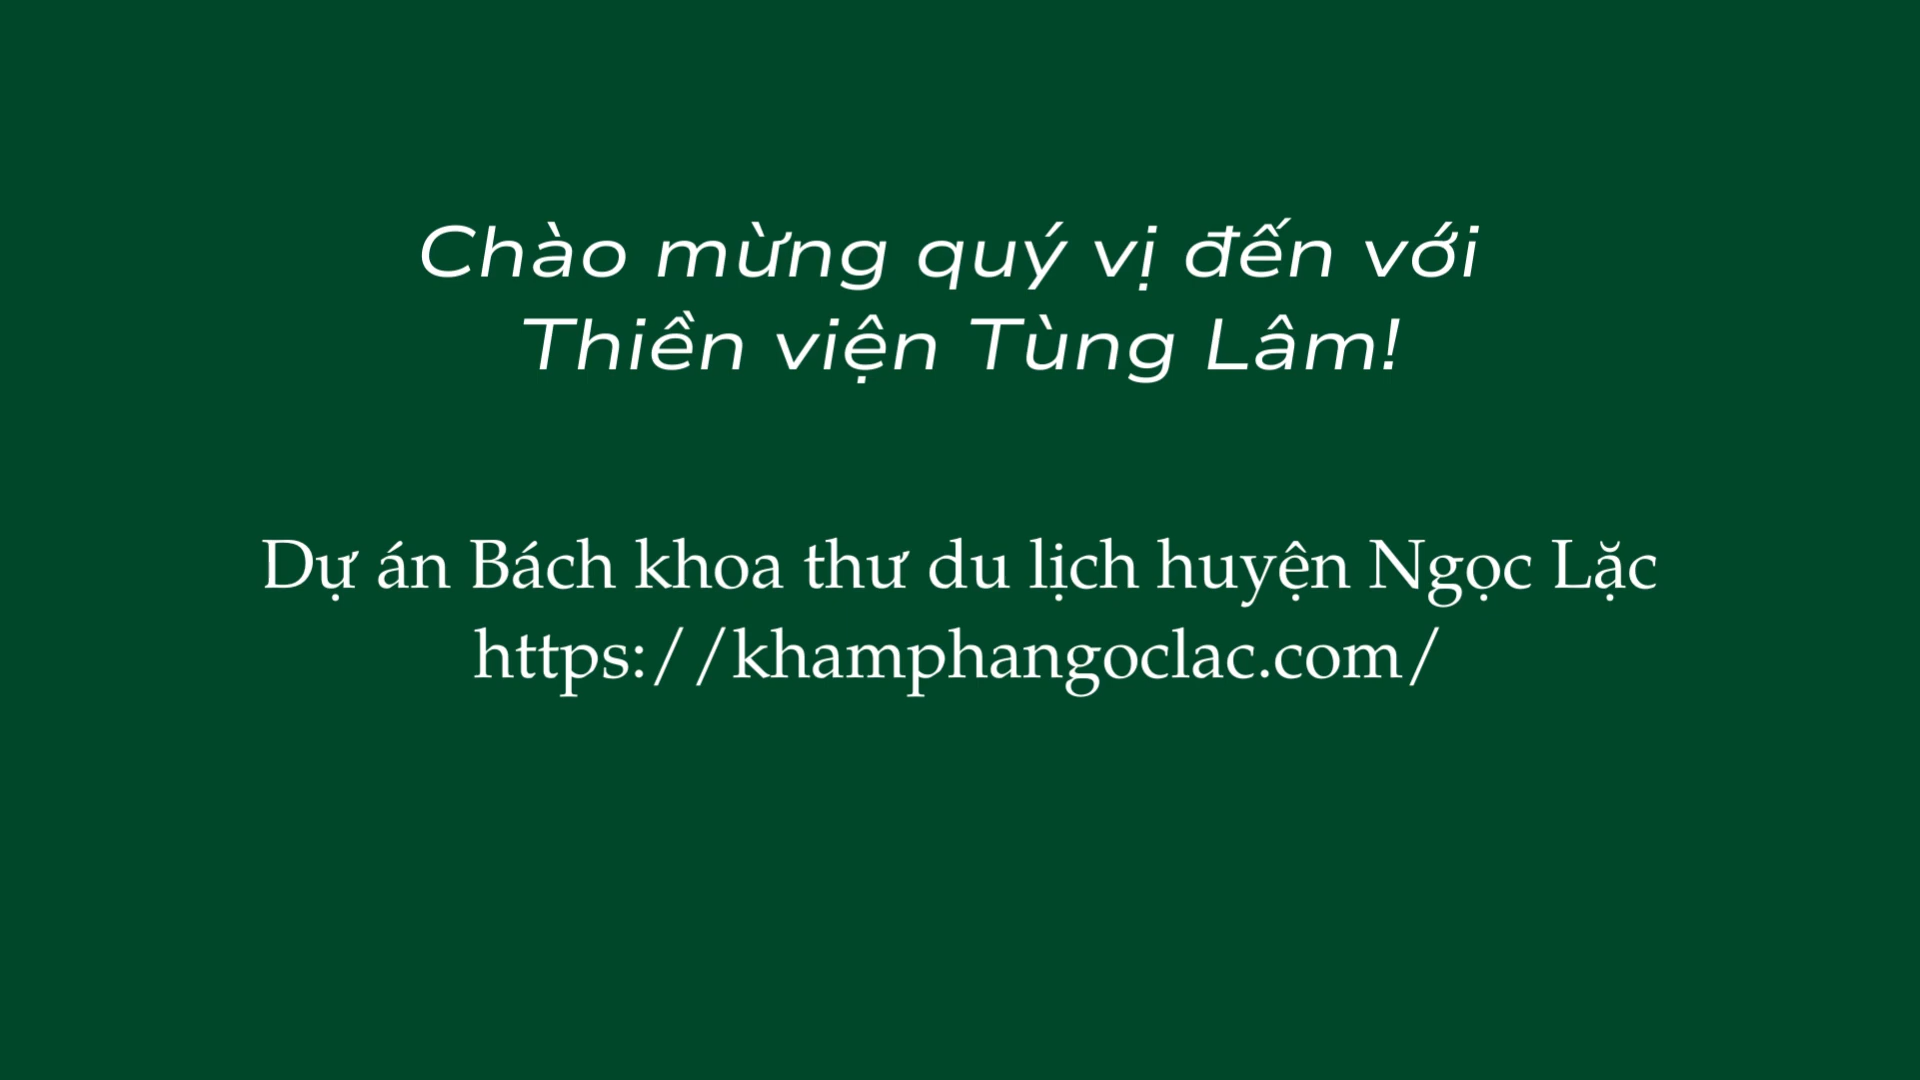 Chào mừng quý vị đến với
Thiền viện Tùng Lâm!
Dự án Bách khoa thư du lịch huyện Ngọc Lặc
https://khamphangoclac.com/